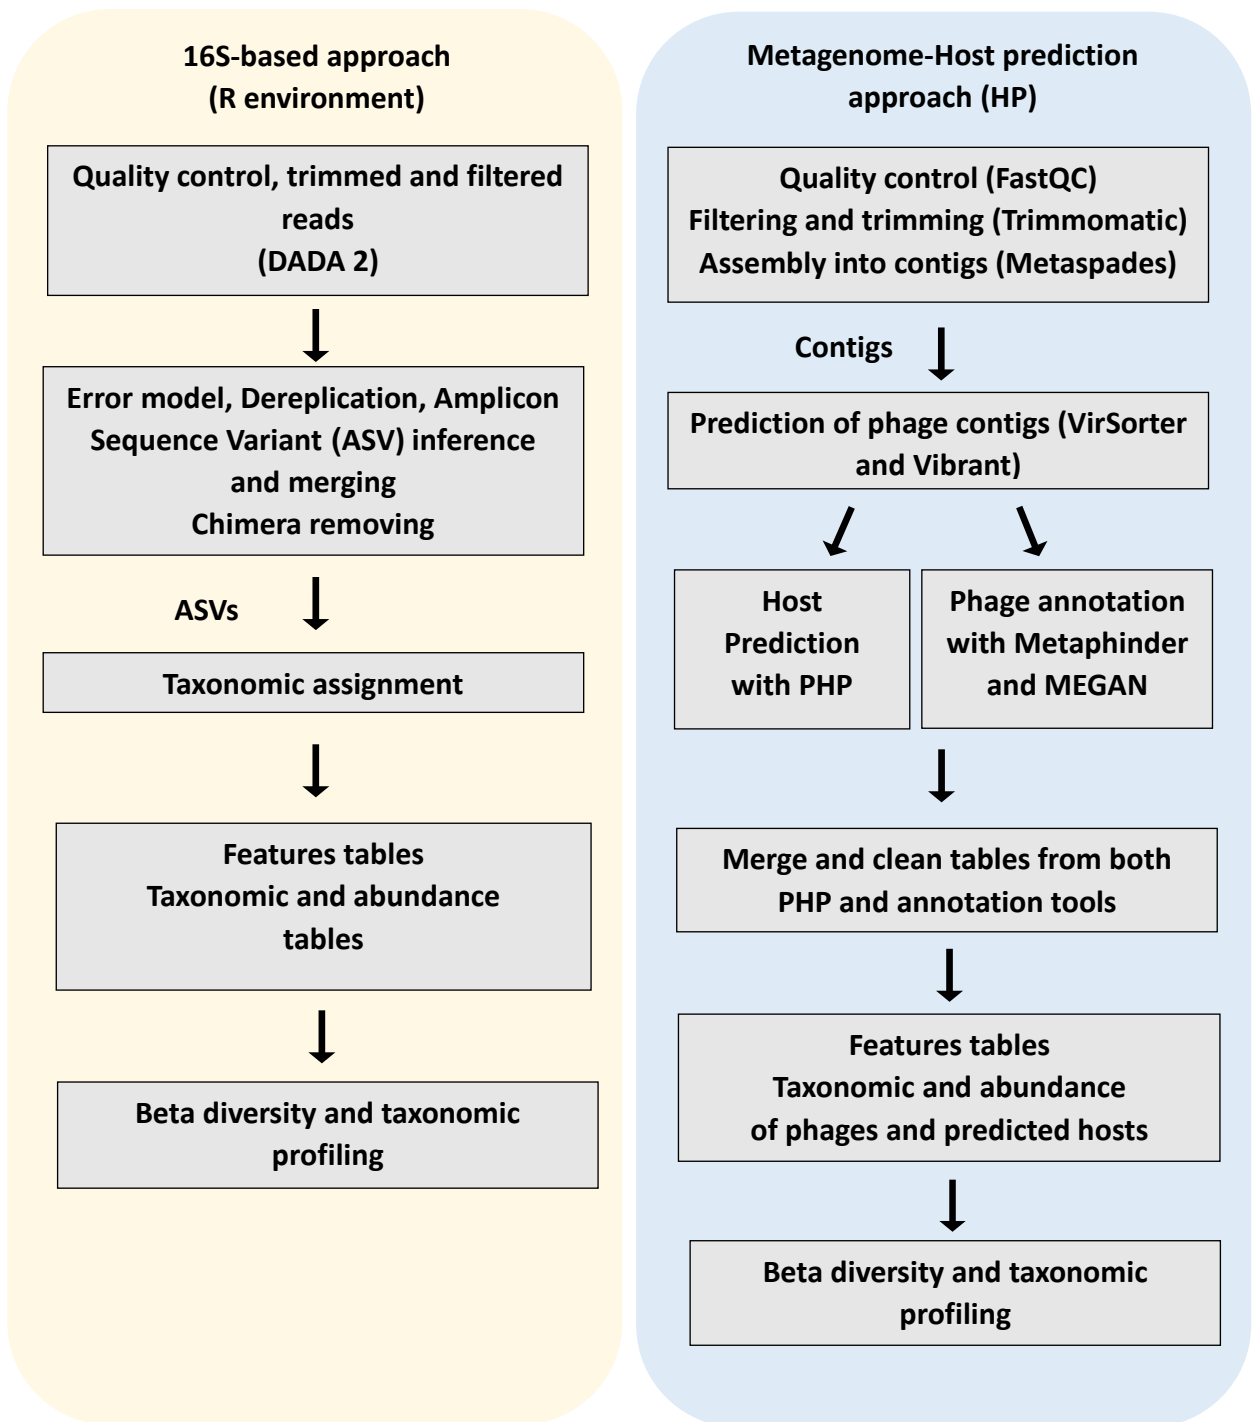 16S-based approach
(R environment)
Quality control, trimmed and filtered
reads
(DADA 2)
Error model, Dereplication, Amplicon
Sequence Variant (ASV) inference
and merging
Chimera removing
ASVs
Taxonomic assignment
Features tables
Taxonomic and abundance
tables
Beta diversity and taxonomic
profiling
Metagenome-Host prediction
approach (HP)
Quality control (FastQC)
Filtering and trimming (Trimmomatic)
Assembly into contigs (Metaspades)
Contigs
Prediction of phage contigs (VirSorter
and Vibrant)
Host
Prediction
with PHP
Phage annotation
with Metaphinder
and MEGAN
Merge and clean tables from both
PHP and annotation tools
Features tables
Taxonomic and abundance
of phages and predicted hosts
Beta diversity and taxonomic
profiling